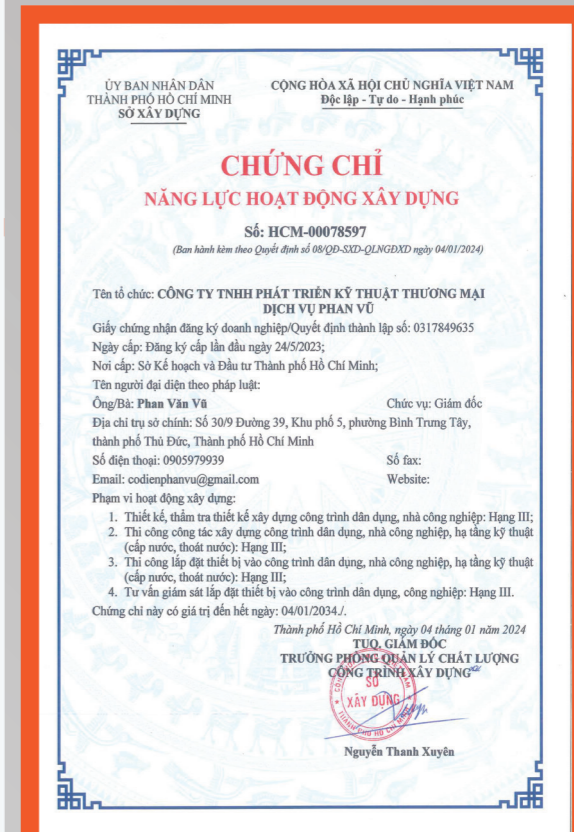 ỦY BAN NHÂN DÂN
THÀNH PHỐ HỒ CHÍ MINH
SỞ XÂY DỰNG
CỘNG HÒA XÃ HỘI CHỦ NGHĨA VIỆT NAM
Độc lập - Tự do - Hạnh phúc
CHỨNG CHỈ
NĂNG LỰC HOẠT ĐỘNG XÂY DỰNG
Số: HCM-00078597
(Ban hành kèm theo Quyết định số 08/QĐ-SXD-QLNGĐXD ngày 04/01/2024)
Tên tổ chức: CÔNG TY TNHH PHÁT TRIỂN KỸ THUẬT THƯƠNG MẠI
DỊCH VỤ PHAN VŨ
Giấy chứng nhận đăng ký doanh nghiệp/Quyết định thành lập số: 0317849635
Ngày cấp: Đăng ký cấp lần đầu ngày 24/5/2023;
Nơi cấp: Sở Kế hoạch và Đầu tư Thành phố Hồ Chí Minh;
Tên người đại diện theo pháp luật:
Ông/Bà: Phan Văn Vũ Chức vụ: Giám đốc
Địa chỉ trụ sở chính: Số 30/9 Đường 39, Khu phố 5, phường Bình Trưng Tây,
thành phố Thủ Đức, Thành phố Hồ Chí Minh
Số điện thoại: 0905979939 Số fax:
Email: codienphanvu@gmail.com Website:
Phạm vi hoạt động xây dựng:
1. Thiết kế, thẩm tra thiết kế xây dựng công trình dân dụng, nhà công nghiệp: Hạng III;
2. Thi công công tác xây dựng công trình dân dụng, nhà công nghiệp, hạ tầng kỹ thuật
(cấp nước, thoát nước): Hạng III;
3. Thi công lắp đặt thiết bị vào công trình dân dụng, nhà công nghiệp, hạ tầng kỹ thuật
(cấp nước, thoát nước): Hạng III;
4. Tư vấn giám sát lắp đặt thiết bị vào công trình dân dụng, công nghiệp: Hạng III.
Chứng chỉ này có giá trị đến hết ngày: 04/01/2034./.
Thành phố Hồ Chí Minh, ngày 04 tháng 01 năm 2024
TUQ. GIÁM ĐỐC
TRƯỞNG PHÒNG QUẢN LÝ CHẤT LƯỢNG
CÔNG TRÌNH XÂY DỰNG
SỞ
XÂY DỰNG
Nguyễn Thanh Xuyên